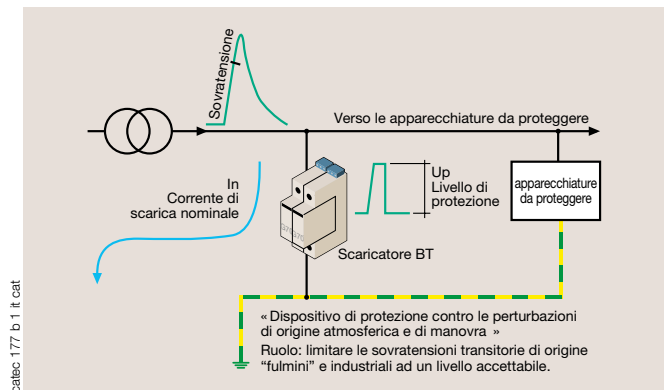 Sovratensione
Verso le apparecchiature da proteggere
In
Corrente di
scarica nominale
Up
Livello di
protezione
apparecchiature
da proteggere
Scaricatore BT
« Dispositivo di protezione contro le perturbazioni
di origine atmosferica e di manovra »
Ruolo: limitare le sovratensioni transitorie di origine
“fulmini” e industriali ad un livello accettabile.
catec 177 b 1 it cat